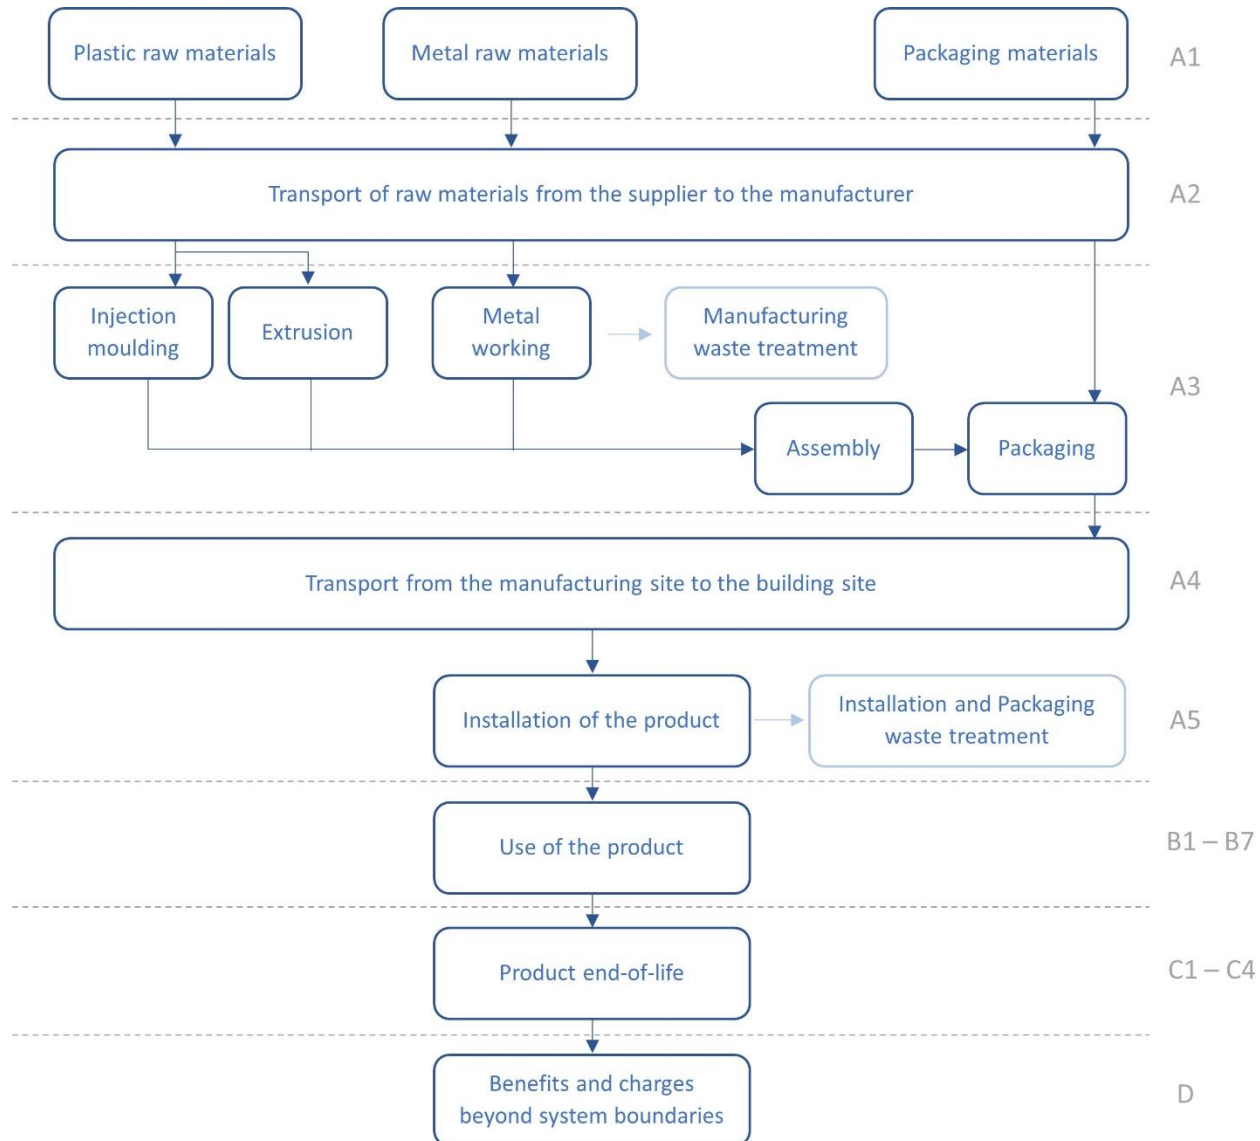 Plastic raw materials
Metal raw materials
Packaging materials
A1
Transport of raw materials from the supplier to the manufacturer
A2
Injection
moulding
Extrusion
Metal
working
Manufacturing
waste treatment
A3
Assembly
Packaging
Transport from the manufacturing site to the building site
A4
Installation of the product
Installation and Packaging
waste treatment
A5
Use of the product
B1 – B7
Product end-of-life
C1 – C4
Benefits and charges
beyond system boundaries
D